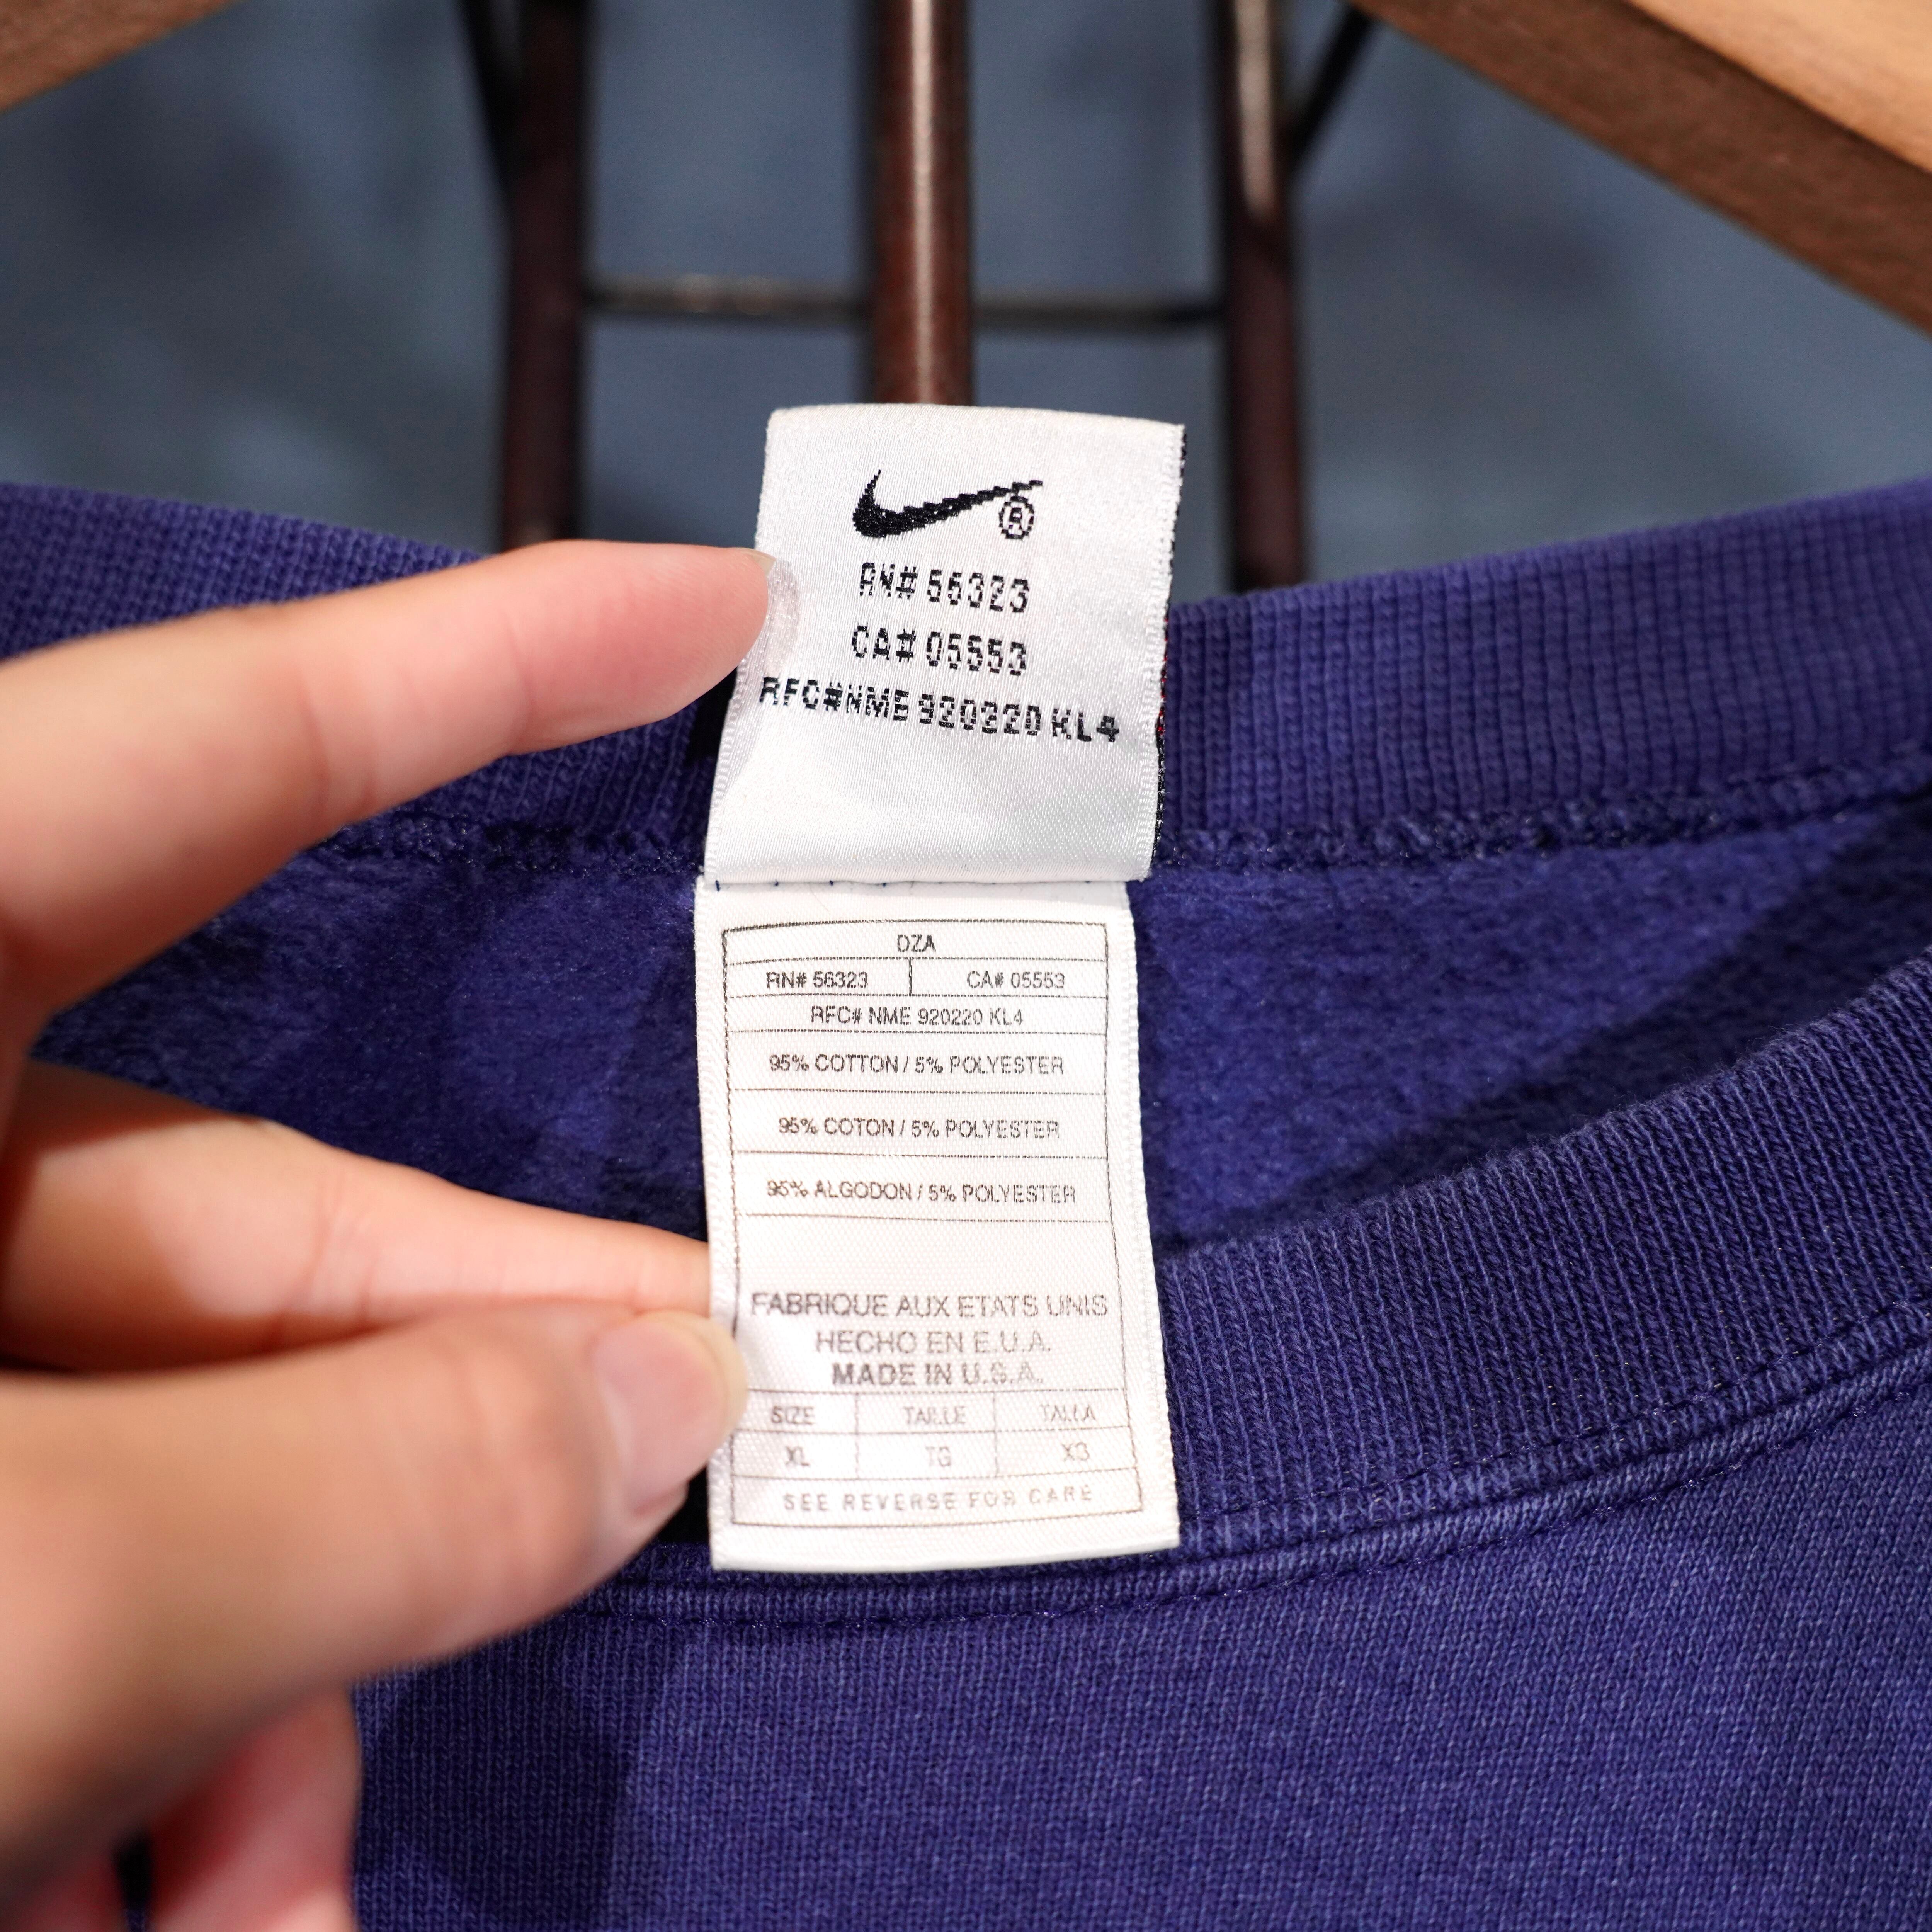 ®
RN# 56323
CA# 05553
RFC#NME 920220 KL4
DZA
RN# 56323 CA# 05553
RFC# NME 920220 KL4
95% COTTON / 5% POLYESTER
95% COTON / 5% POLYESTER
95% ALGODON / 5% POLYESTER
FABRIQUE AUX ETATS UNIS
HECHO EN E.U.A.
MADE IN U.S.A.
SIZE TAILLE TALLA
XL TG XG
SEE REVERSE FOR CARE